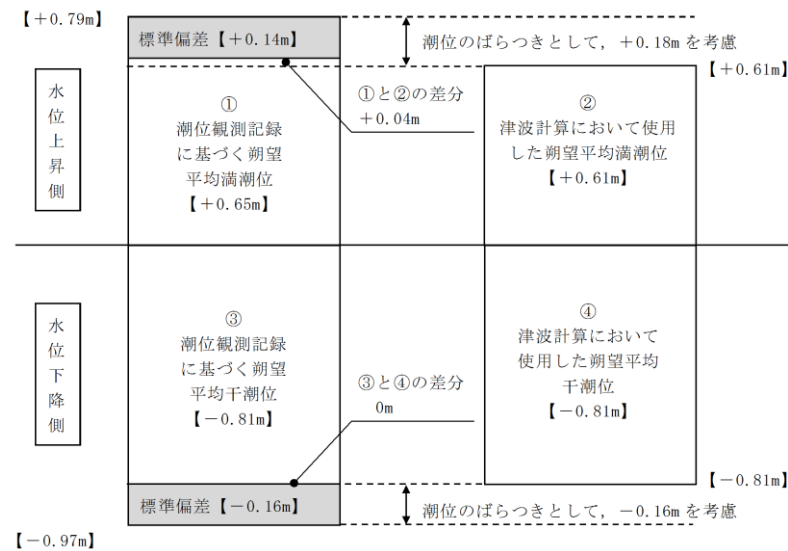 【+0.79m】
標準偏差【+0.14m】
潮位のばらつきとして，+0.18m を考慮
【+0.61m】
水位上昇側
①
潮位観測記録
に基づく朔望
平均満潮位
【+0.65m】
①と②の差分
+0.04m
②
津波計算において使用
した朔望平均満潮位
【+0.61m】
水位下降側
③
潮位観測記録
に基づく朔望
平均干潮位
【－0.81m】
③と④の差分
0m
④
津波計算において
使用した朔望平均
干潮位
【－0.81m】
【－0.81m】
標準偏差【－0.16m】
潮位のばらつきとして，－0.16m を考慮
【－0.97m】